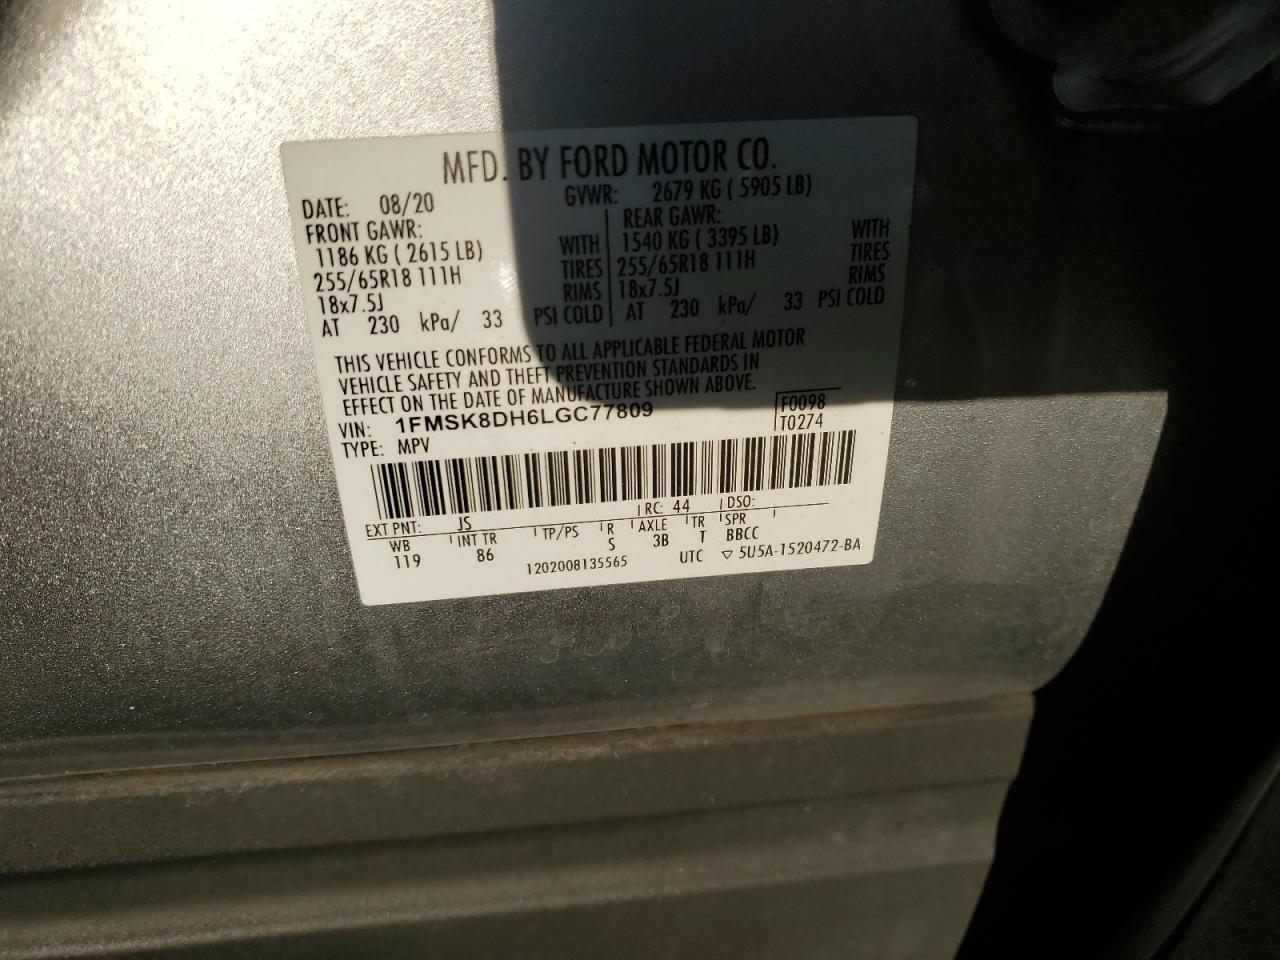 MFD. BY FORD MOTOR CO.
DATE: 08/20 GVWR: 2679 KG ( 5905 LB)
FRONT GAWR: REAR GAWR:
1186 KG ( 2615 LB) WITH 1540 KG ( 3395 LB) WITH
255/65R18 111H TIRES 255/65R18 111H TIRES
18x7.5J RIMS 18x7.5J RIMS
AT 230 kPa/ 33 PSI COLD AT 230 kPa/ 33 PSI COLD
THIS VEHICLE CONFORMS TO ALL APPLICABLE FEDERAL MOTOR
VEHICLE SAFETY AND THEFT PREVENTION STANDARDS IN
EFFECT ON THE DATE OF MANUFACTURE SHOWN ABOVE.
VIN: 1FMSK8DH6LGC77809 F0098
TYPE: MPV T0274
EXT PNT: JS RC: 44 DSO:
WB INT TR TP/PS R AXLE TR SPR
119 86 S 3B T BBCC
1202008135565 UTC ▽ 5U5A-1520472-BA